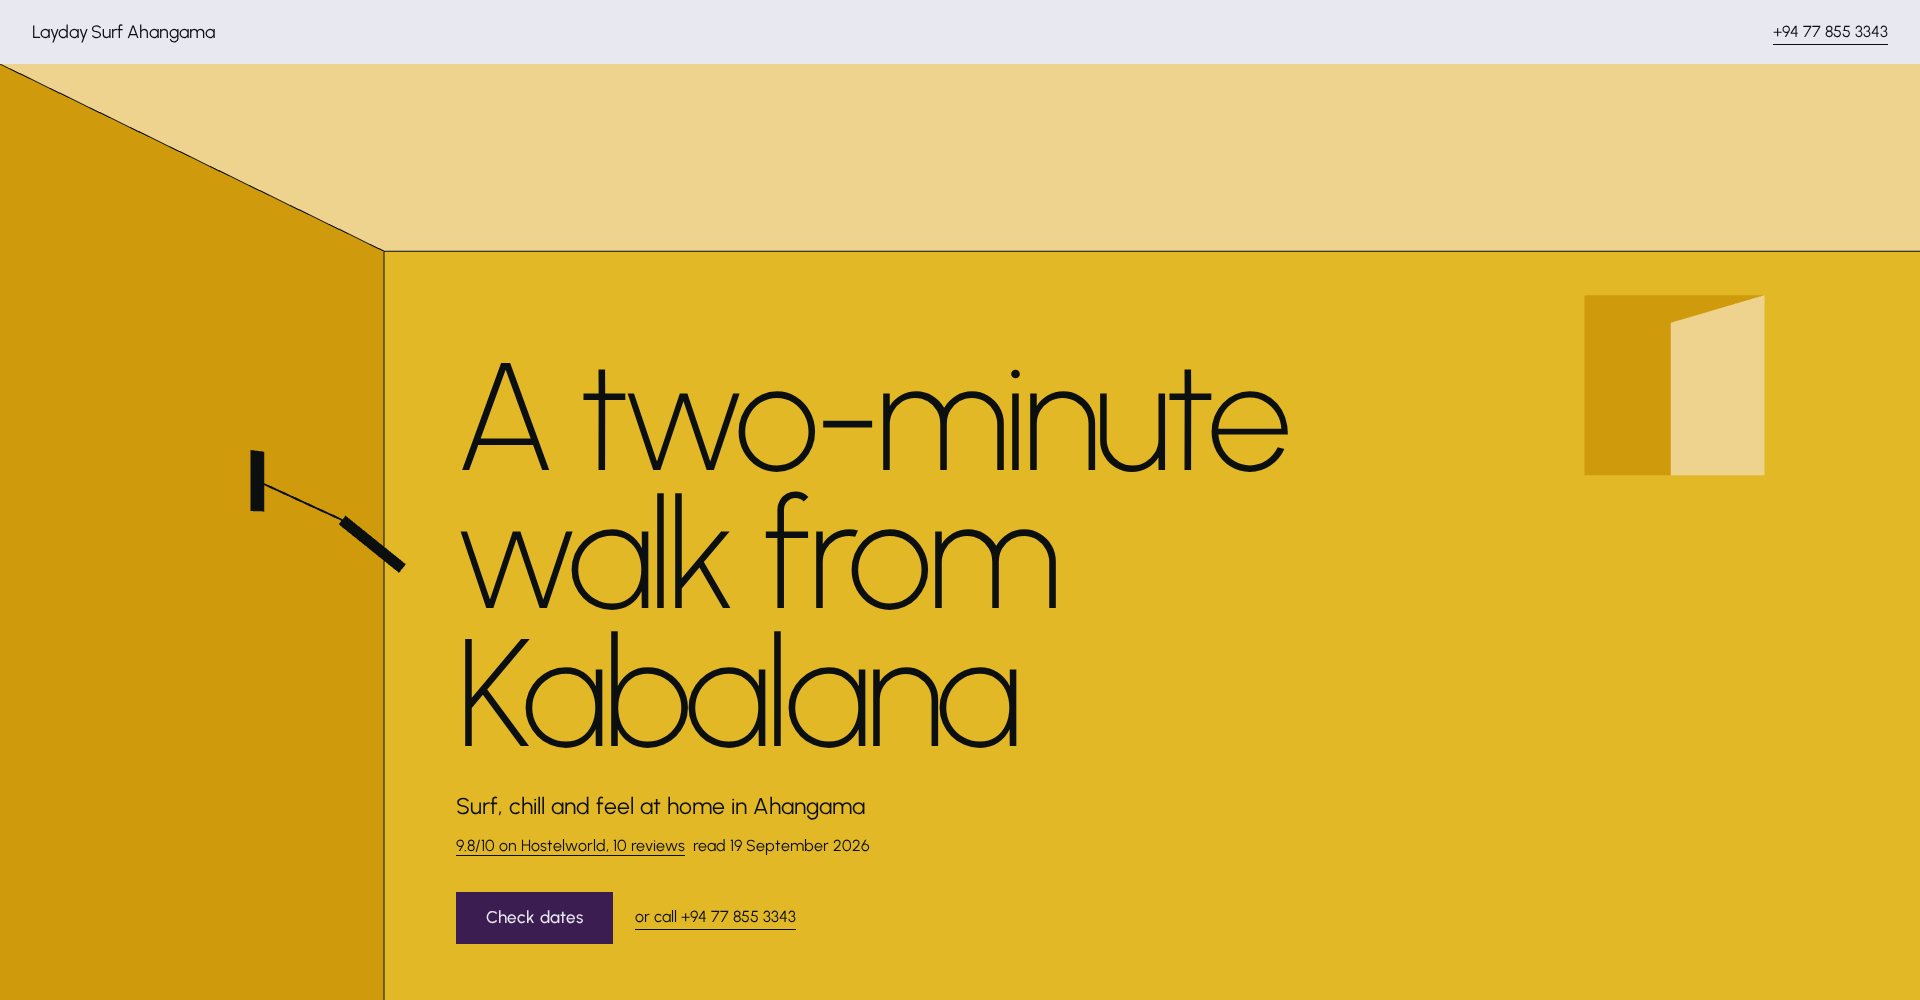 Layday Surf Ahangama
+94 77 855 3343
A two-minute
walk from
Kabalana
Surf, chill and feel at home in Ahangama
9.8/10 on Hostelworld, 10 reviews read 19 September 2026
Check dates
or call +94 77 855 3343